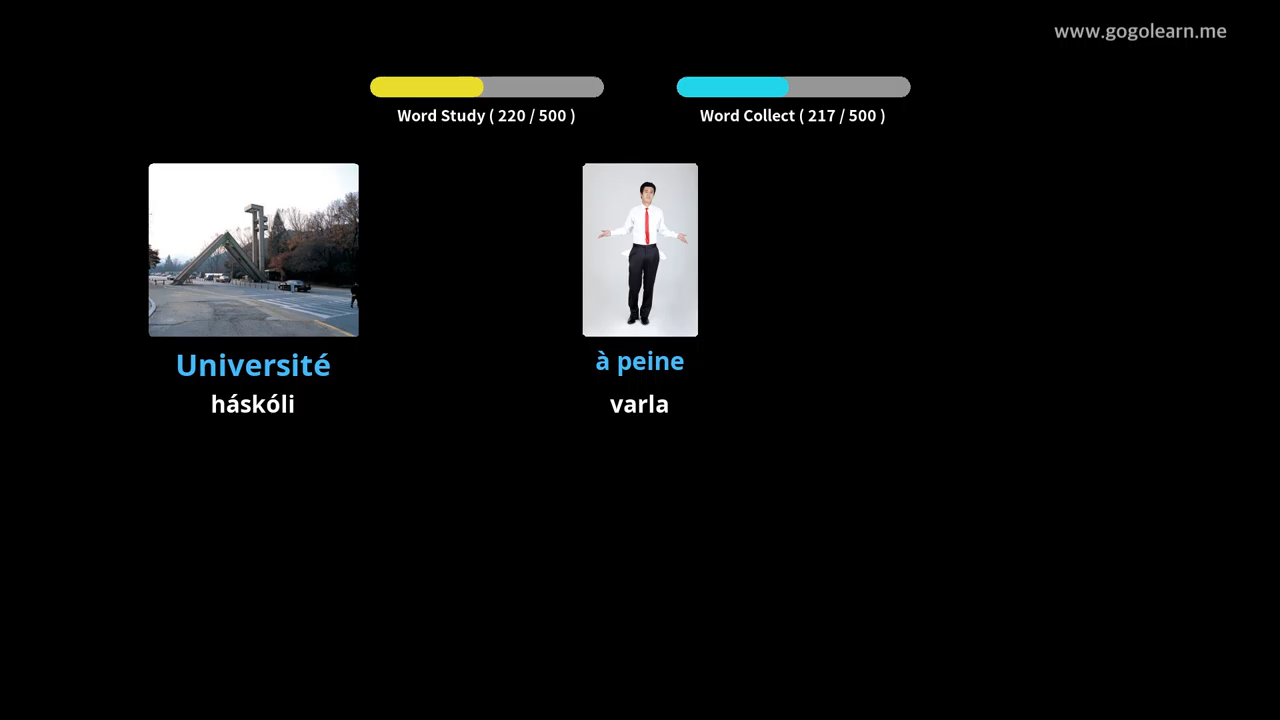 www.gogolearn.me
Word Study ( 220 / 500 )
Word Collect ( 217 / 500 )
Université
háskóli
à peine
varla